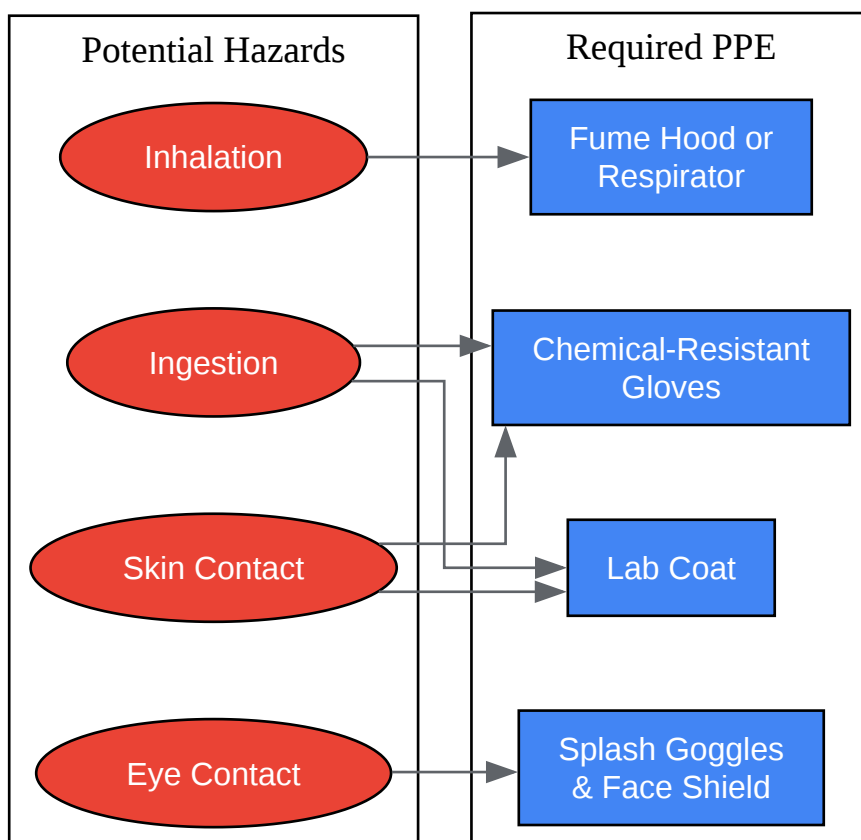 Potential Hazards
Required PPE
Inhalation
Fume Hood or
Respirator
Ingestion
Chemical-Resistant
Gloves
Skin Contact
Lab Coat
Eye Contact
Splash Goggles
& Face Shield